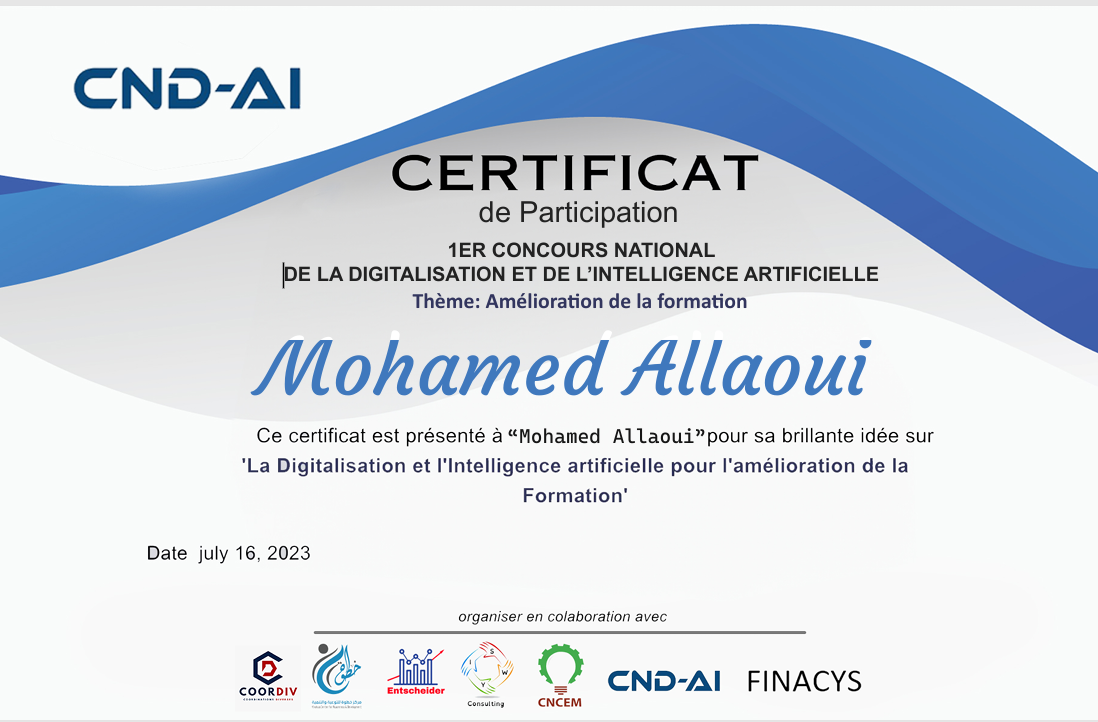 CND-AI
CERTIFICAT
de Participation
1ER CONCOURS NATIONAL
DE LA DIGITALISATION ET DE L’INTELLIGENCE ARTIFICIELLE
Thème: Amélioration de la formation
Mohamed Allaoui
Ce certificat est présenté à “Mohamed Allaoui” pour sa brillante idée sur
'La Digitalisation et l'Intelligence artificielle pour l'amélioration de la
Formation'
Date july 16, 2023
organiser en colaboration avec
COORDIV
خطوة
Entscheider
I S W Y
Consulting
CNCEM
CND-AI
FINACYS